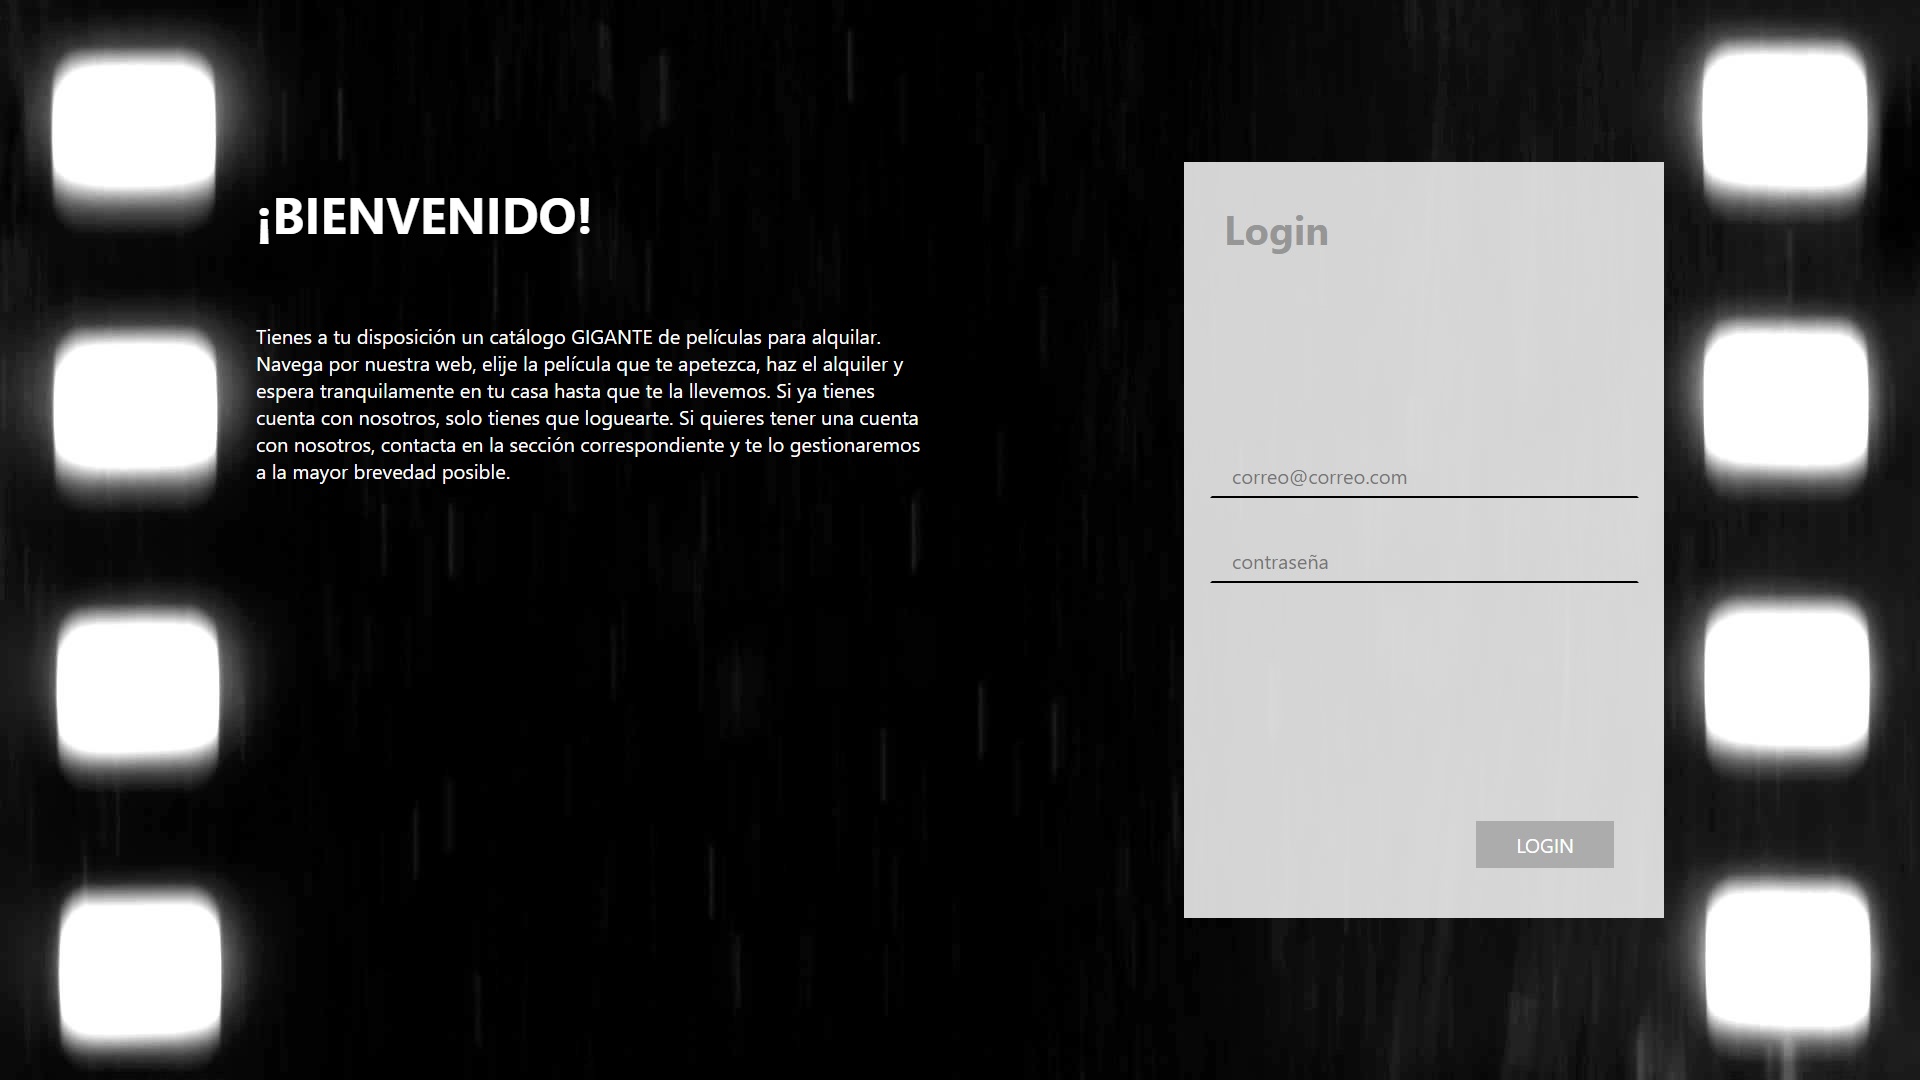 ¡BIENVENIDO!
Tienes a tu disposición un catálogo GIGANTE de películas para alquilar.
Navega por nuestra web, elije la película que te apetezca, haz el alquiler y
espera tranquilamente en tu casa hasta que te la llevemos. Si ya tienes
cuenta con nosotros, solo tienes que loguearte. Si quieres tener una cuenta
con nosotros, contacta en la sección correspondiente y te lo gestionaremos
a la mayor brevedad posible.
Login
correo@correo.com
contraseña
LOGIN